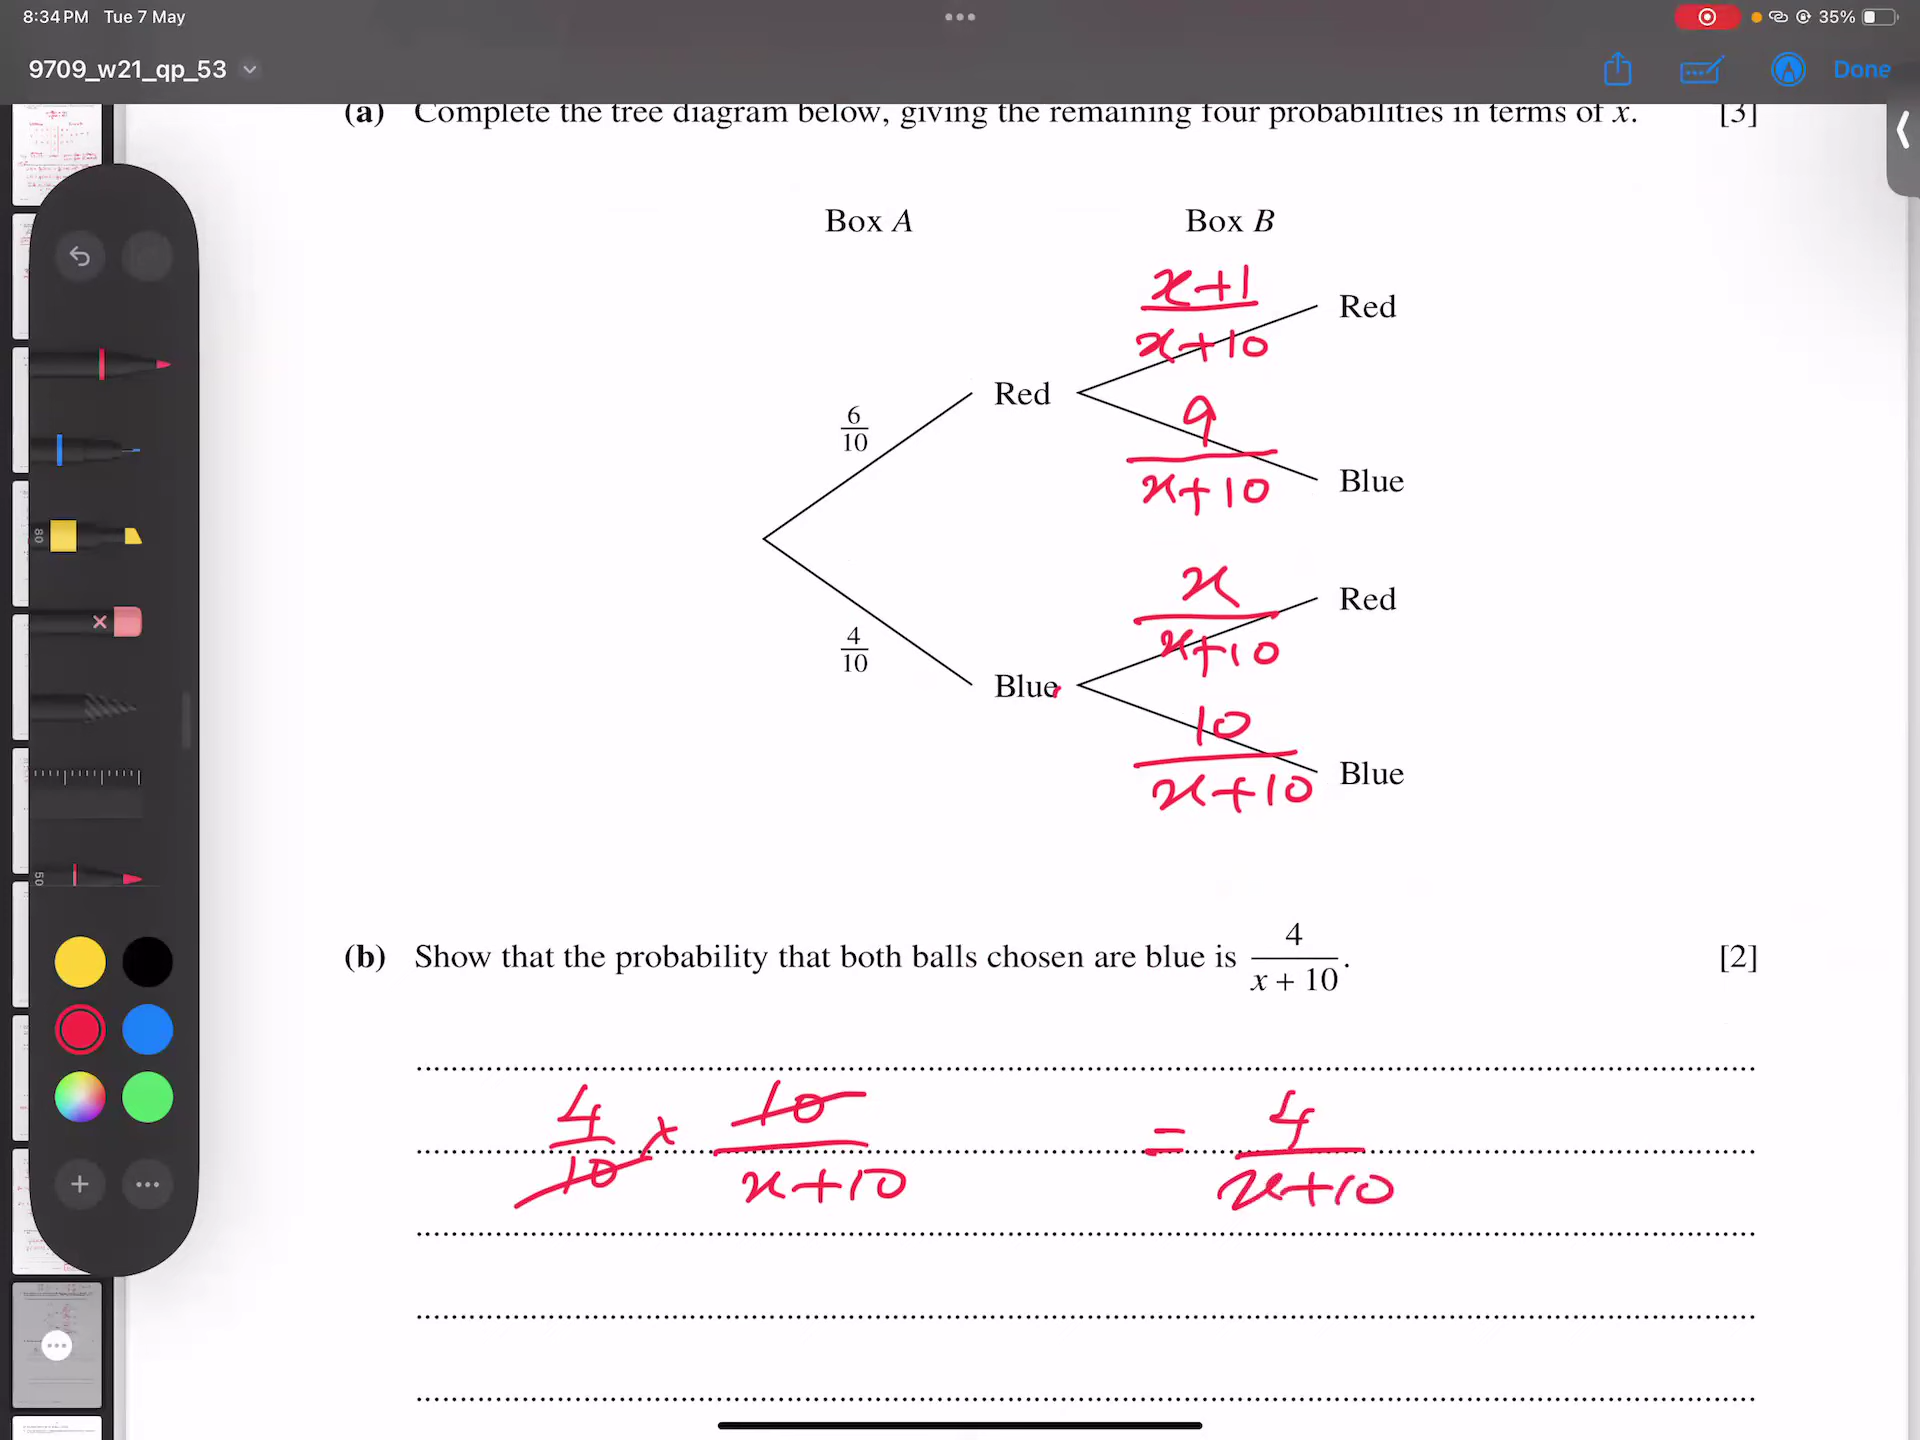 8:34 PM Tue 7 May
35%
9709_w21_qp_53
Done
(a) Complete the tree diagram below, giving the remaining four probabilities in terms of x. [3]
Box A Box B
x+1
x+10
Red
6
10
Red
9
x+10
Blue
x
x+10
Red
4
10
Blue
10
x+10
Blue
(b) Show that the probability that both balls chosen are blue is 4/(x + 10). [2]
4/10 × 10/(x+10) = 4/(x+10)
80
50